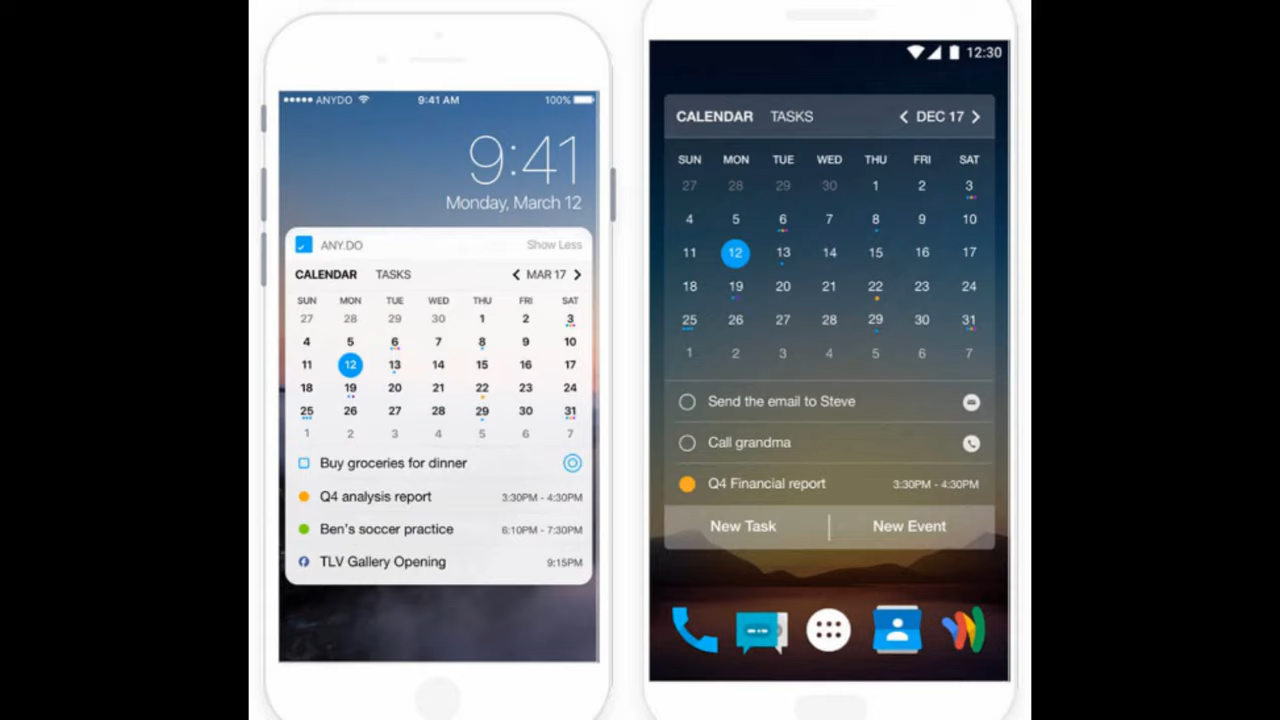 ANYDO 9:41 AM 100%
9:41
Monday, March 12
ANY.DO Show Less
CALENDAR TASKS < MAR 17 >
SUN MON TUE WED THU FRI SAT
27 28 29 30 1 2 3
4 5 6 7 8 9 10
11 12 13 14 15 16 17
18 19 20 21 22 23 24
25 26 27 28 29 30 31
1 2 3 4 5 6 7
Buy groceries for dinner
Q4 analysis report 3:30PM - 4:30PM
Ben's soccer practice 6:10PM - 7:30PM
TLV Gallery Opening 9:15PM
12:30
CALENDAR TASKS < DEC 17 >
SUN MON TUE WED THU FRI SAT
27 28 29 30 1 2 3
4 5 6 7 8 9 10
11 12 13 14 15 16 17
18 19 20 21 22 23 24
25 26 27 28 29 30 31
1 2 3 4 5 6 7
Send the email to Steve
Call grandma
Q4 Financial report 3:30PM - 4:30PM
New Task New Event